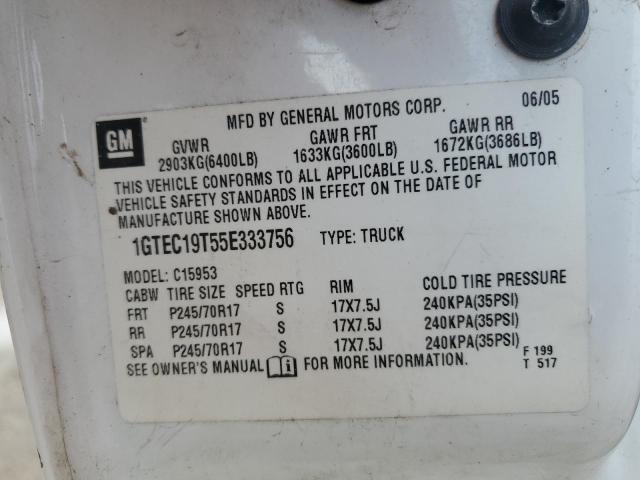 MFD BY GENERAL MOTORS CORP. 06/05
GM
GVWR GAWR FRT GAWR RR
2903KG(6400LB) 1633KG(3600LB) 1672KG(3686LB)
THIS VEHICLE CONFORMS TO ALL APPLICABLE U.S. FEDERAL MOTOR
VEHICLE SAFETY STANDARDS IN EFFECT ON THE DATE OF
MANUFACTURE SHOWN ABOVE.
1GTEC19T55E333756 TYPE: TRUCK
MODEL: C15953
CABW TIRE SIZE SPEED RTG RIM COLD TIRE PRESSURE
FRT P245/70R17 S 17X7.5J 240KPA(35PSI)
RR P245/70R17 S 17X7.5J 240KPA(35PSI)
SPA P245/70R17 S 17X7.5J 240KPA(35PSI)
SEE OWNER'S MANUAL FOR MORE INFORMATION.
F 199
T 517